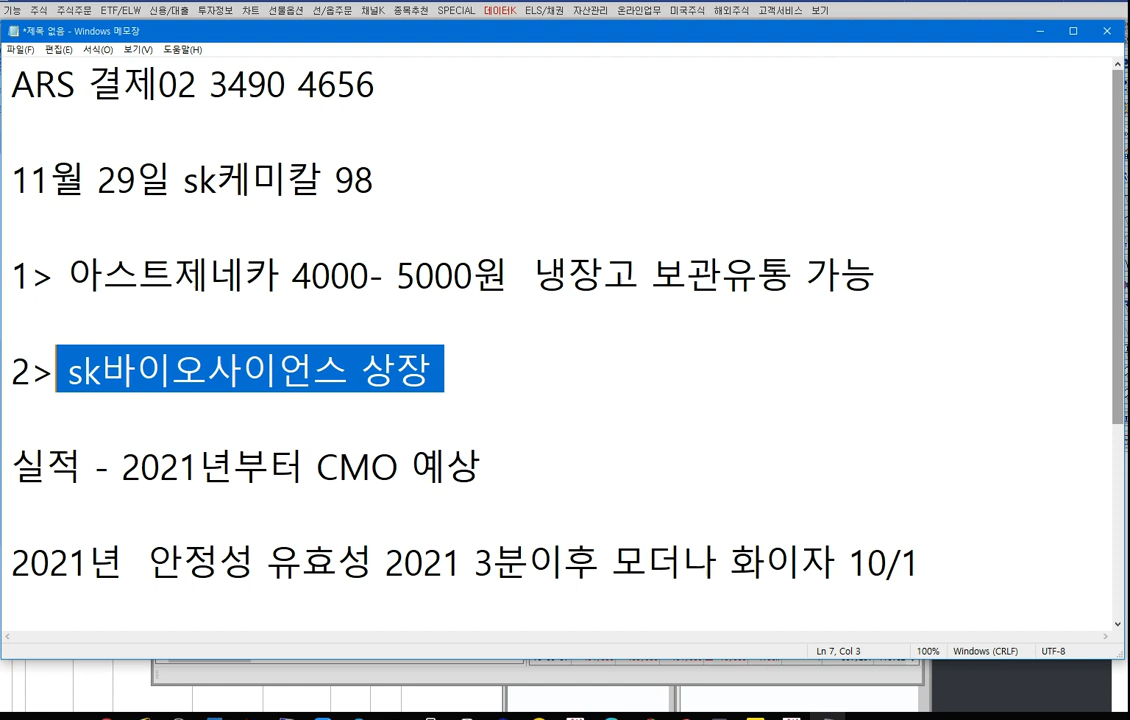 기능 주식 주식주문 ETF/ELW 신용/대출 투자정보 차트 선물옵션 선/옵주문 채널K 종목추천 SPECIAL 데이터K ELS/채권 자산관리 온라인업무 미국주식 해외주식 고객서비스 보기
*제목 없음 - Windows 메모장
파일(F) 편집(E) 서식(O) 보기(V) 도움말(H)
ARS 결제02 3490 4656
11월 29일 sk케미칼 98
1> 아스트제네카 4000- 5000원 냉장고 보관유통 가능
2> sk바이오사이언스 상장
실적 - 2021년부터 CMO 예상
2021년 안정성 유효성 2021 3분이후 모더나 화이자 10/1
Ln 7, Col 3 100% Windows (CRLF) UTF-8